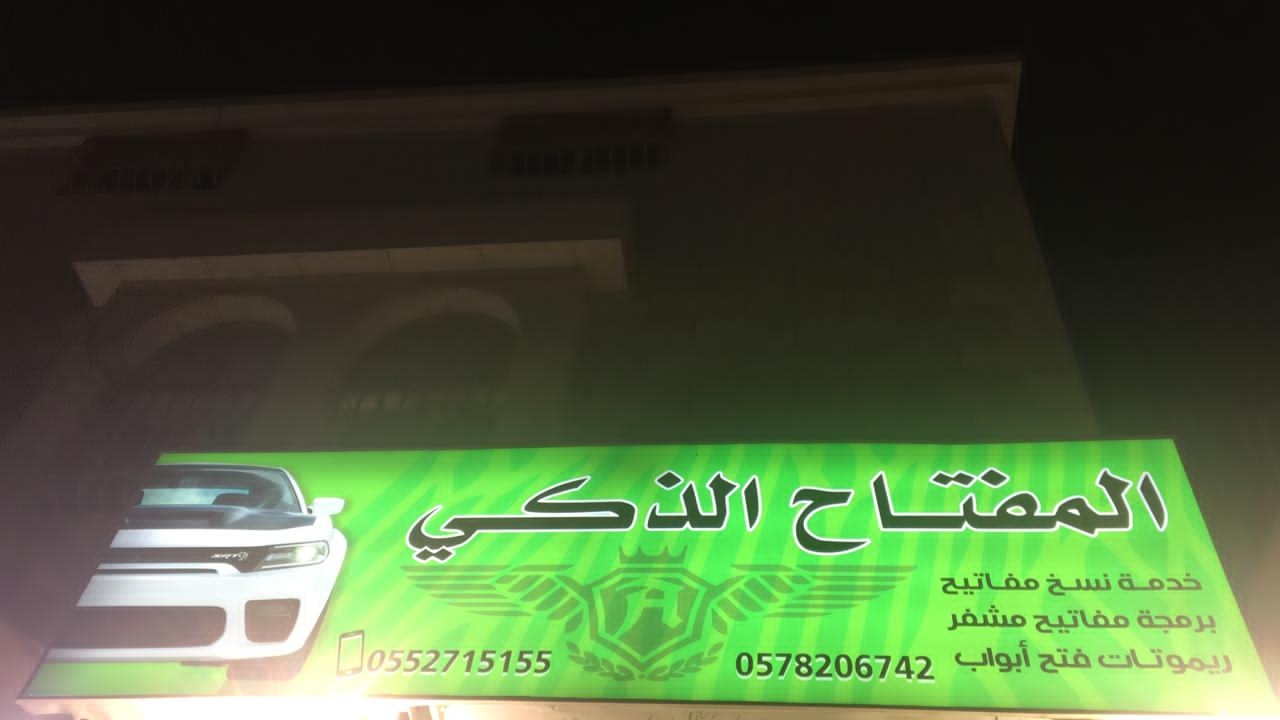 المفتاح الذكي
خدمة نسخ مفاتيح
برمجة مفاتيح مشفر
ريموتات فتح أبواب
0578206742
0552715155
A